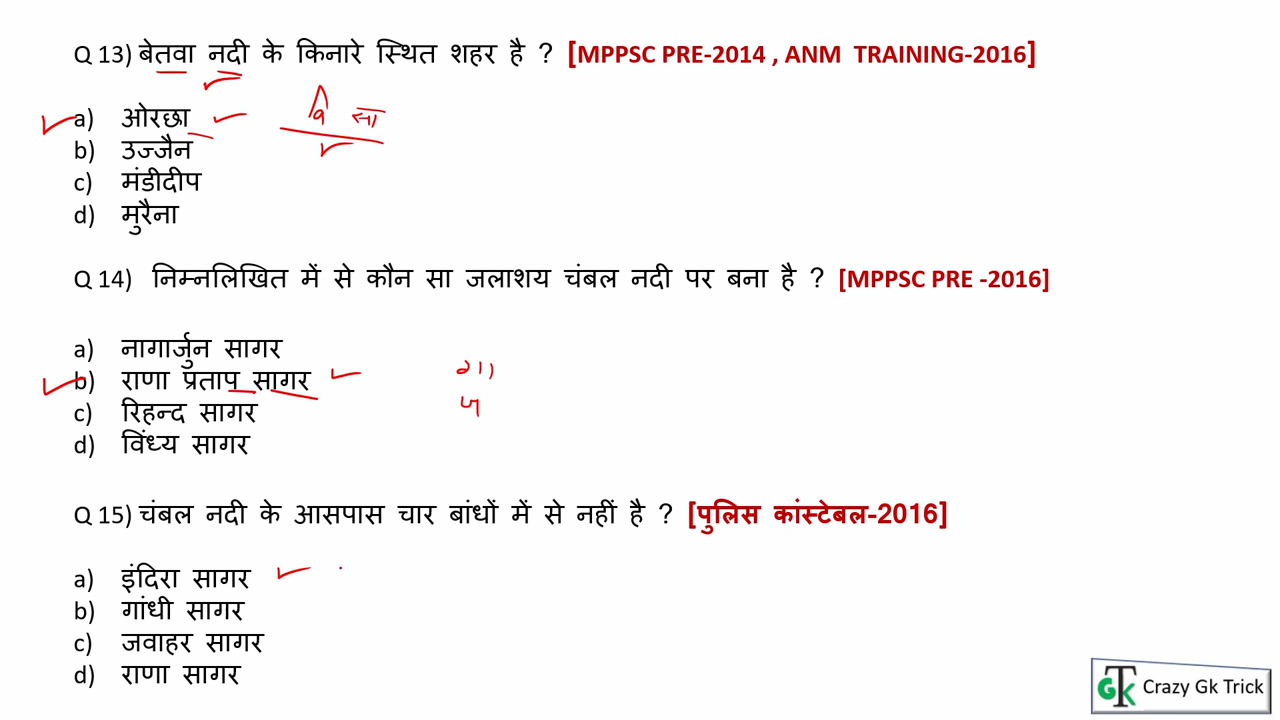 Q 13) बेतवा नदी के किनारे स्थित शहर है ? [MPPSC PRE-2014 , ANM TRAINING-2016]
a) ओरछा
b) उज्जैन
c) मंडीदीप
d) मुरैना
वि सा
Q 14) निम्नलिखित में से कौन सा जलाशय चंबल नदी पर बना है ? [MPPSC PRE -2016]
a) नागार्जुन सागर
b) राणा प्रताप सागर
c) रिहन्द सागर
d) विंध्य सागर
Q 15) चंबल नदी के आसपास चार बांधों में से नहीं है ? [पुलिस कांस्टेबल-2016]
a) इंदिरा सागर
b) गांधी सागर
c) जवाहर सागर
d) राणा सागर
GTK Crazy Gk Trick